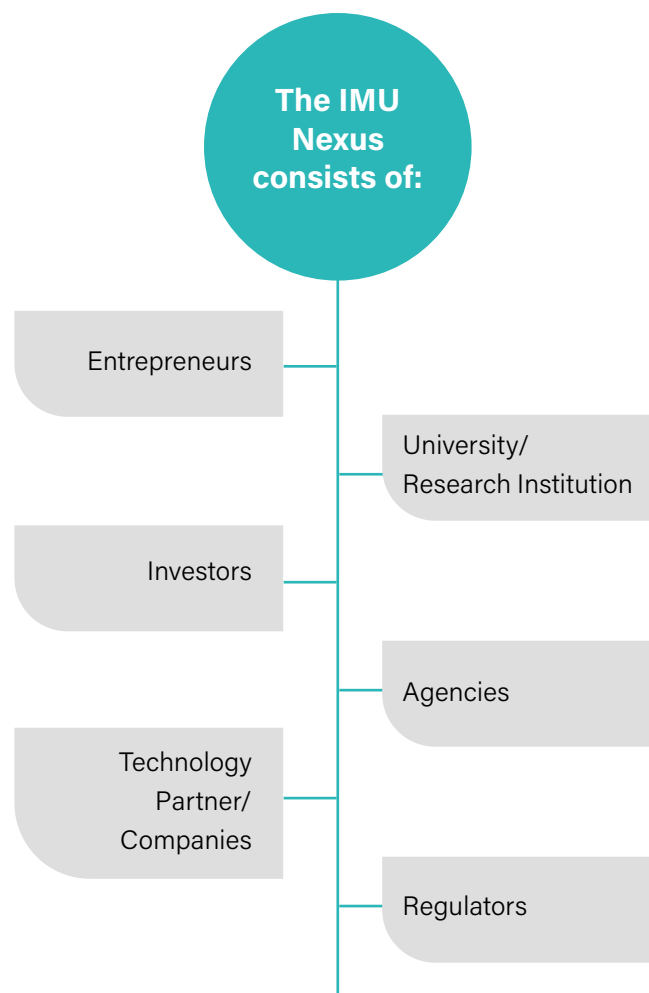 The IMU
Nexus
consists of:
Entrepreneurs
University/
Research Institution
Investors
Agencies
Technology
Partner/
Companies
Regulators